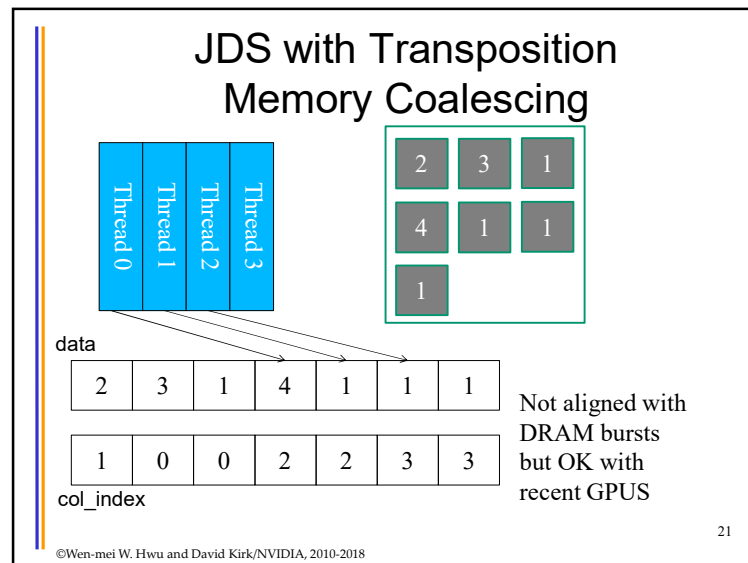 JDS with Transposition
Memory Coalescing
Thread 0
Thread 1
Thread 2
Thread 3
2 3 1
4 1 1
1
data
2 3 1 4 1 1 1
1 0 0 2 2 3 3
col_index
Not aligned with
DRAM bursts
but OK with
recent GPUS
21
©Wen-mei W. Hwu and David Kirk/NVIDIA, 2010-2018